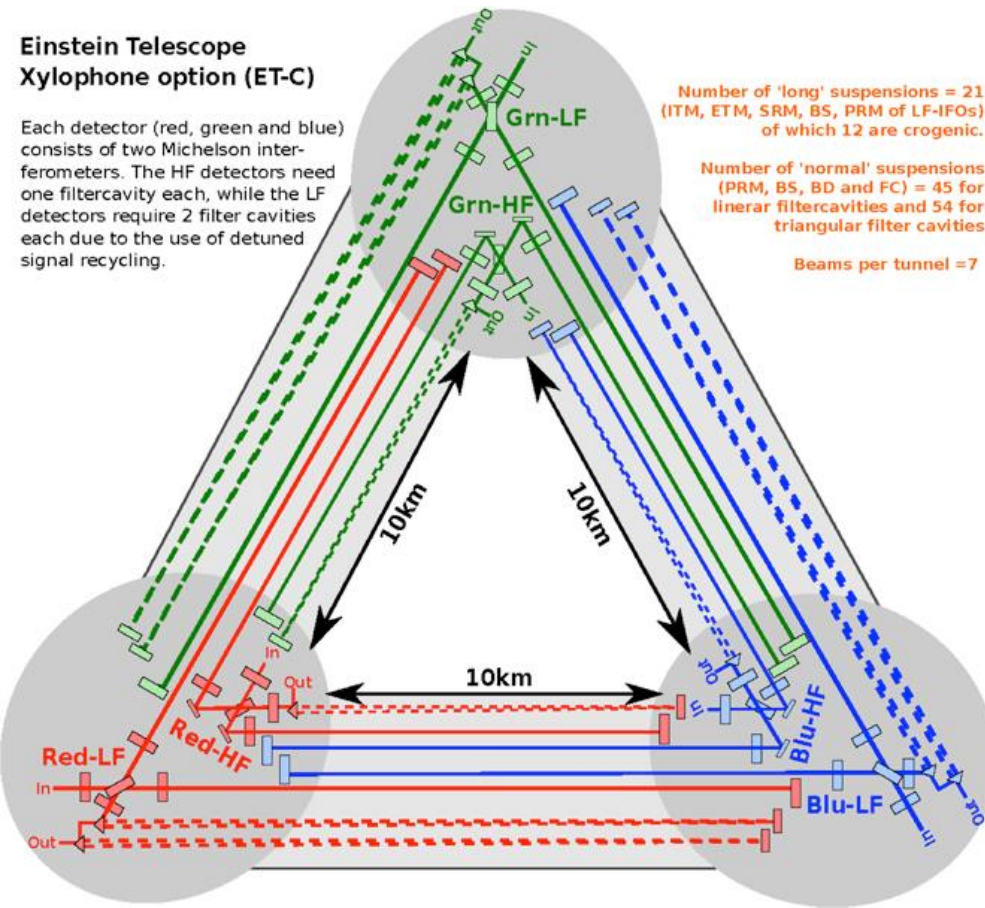 Einstein Telescope
Xylophone option (ET-C)
Each detector (red, green and blue)
consists of two Michelson inter-
ferometers. The HF detectors need
one filtercavity each, while the LF
detectors require 2 filter cavities
each due to the use of detuned
signal recycling.
Number of 'long' suspensions = 21
(ITM, ETM, SRM, BS, PRM of LF-IFOs)
of which 12 are crogenic.
Number of 'normal' suspensions
(PRM, BS, BD and FC) = 45 for
linerar filtercavities and 54 for
triangular filter cavities
Beams per tunnel =7
Out
In
Grn-LF
Grn-HF
In
Out
10km
10km
10km
In
Out
Red-HF
Red-LF
In
Out
Out
In
Blu-HF
Blu-LF
In
Out